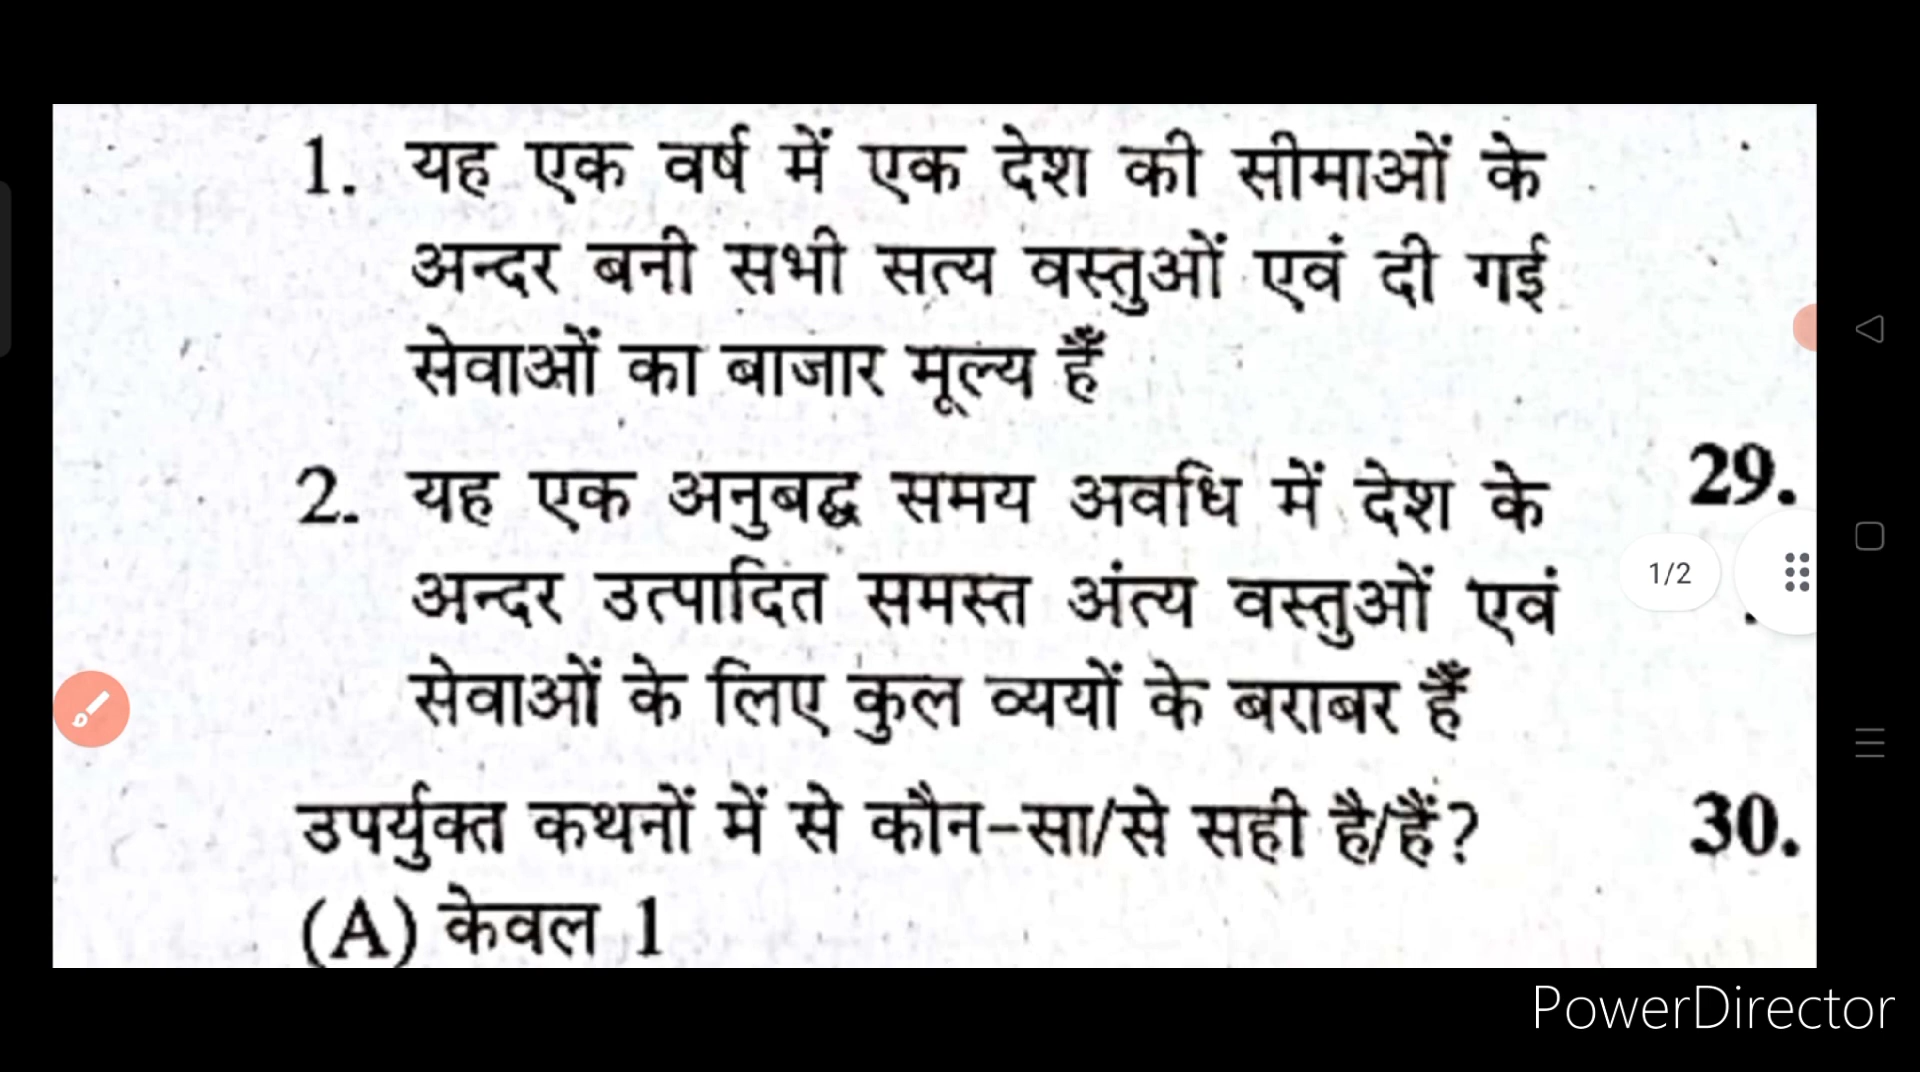 1. यह एक वर्ष में एक देश की सीमाओं के
अन्दर बनी सभी सत्य वस्तुओं एवं दी गई
सेवाओं का बाजार मूल्य हैं
2. यह एक अनुबद्ध समय अवधि में देश के
अन्दर उत्पादित समस्त अंत्य वस्तुओं एवं
सेवाओं के लिए कुल व्ययों के बराबर हैं
उपर्युक्त कथनों में से कौन-सा/से सही है/हैं?
(A) केवल 1
29.
1/2
30.
PowerDirector